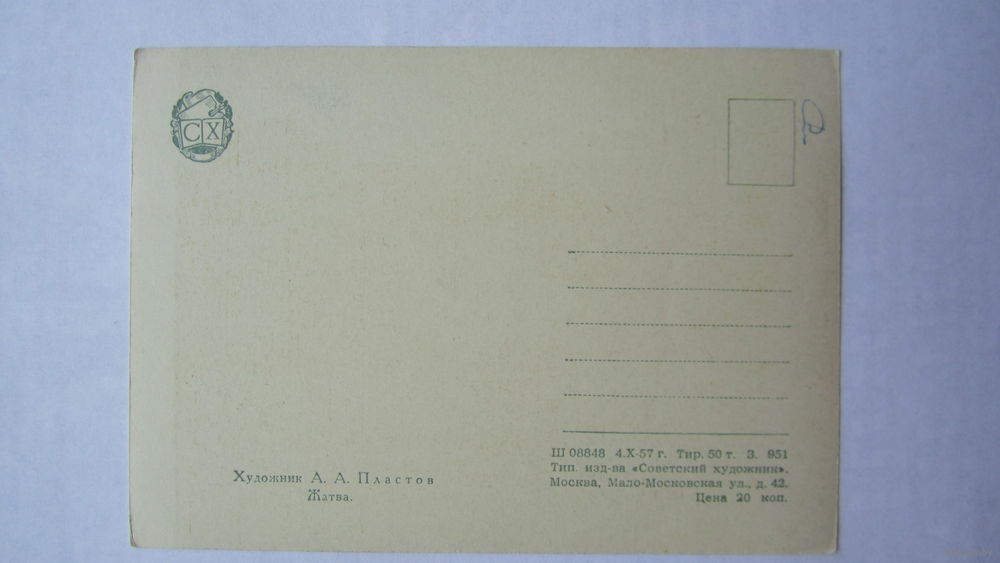 СХ
Художник А. А. Пластов
Жатва.
Ш 08848 4.X-57 г. Тир. 50 т. З. 951
Тип. изд-ва «Советский художник».
Москва, Мало-Московская ул., д. 42.
Цена 20 коп.